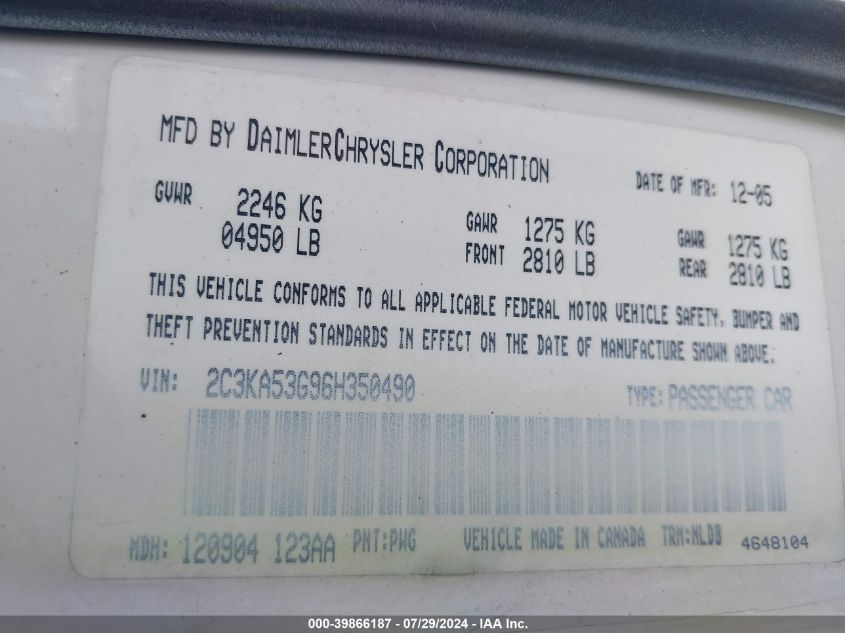 MFD BY DAIMLERCHRYSLER CORPORATION
DATE OF MFR: 12-05
GVWR 2246 KG
04950 LB
GAWR 1275 KG
FRONT 2810 LB
GAWR 1275 KG
REAR 2810 LB
THIS VEHICLE CONFORMS TO ALL APPLICABLE FEDERAL MOTOR VEHICLE SAFETY, BUMPER AND
THEFT PREVENTION STANDARDS IN EFFECT ON THE DATE OF MANUFACTURE SHOWN ABOVE.
VIN: 2C3KA53G96H350490
TYPE: PASSENGER CAR
MDH: 120904 123AA PNT:PWG VEHICLE MADE IN CANADA TRM:NLDB 4648104
000-39866187 / 07/29/2024 - IAA Inc.